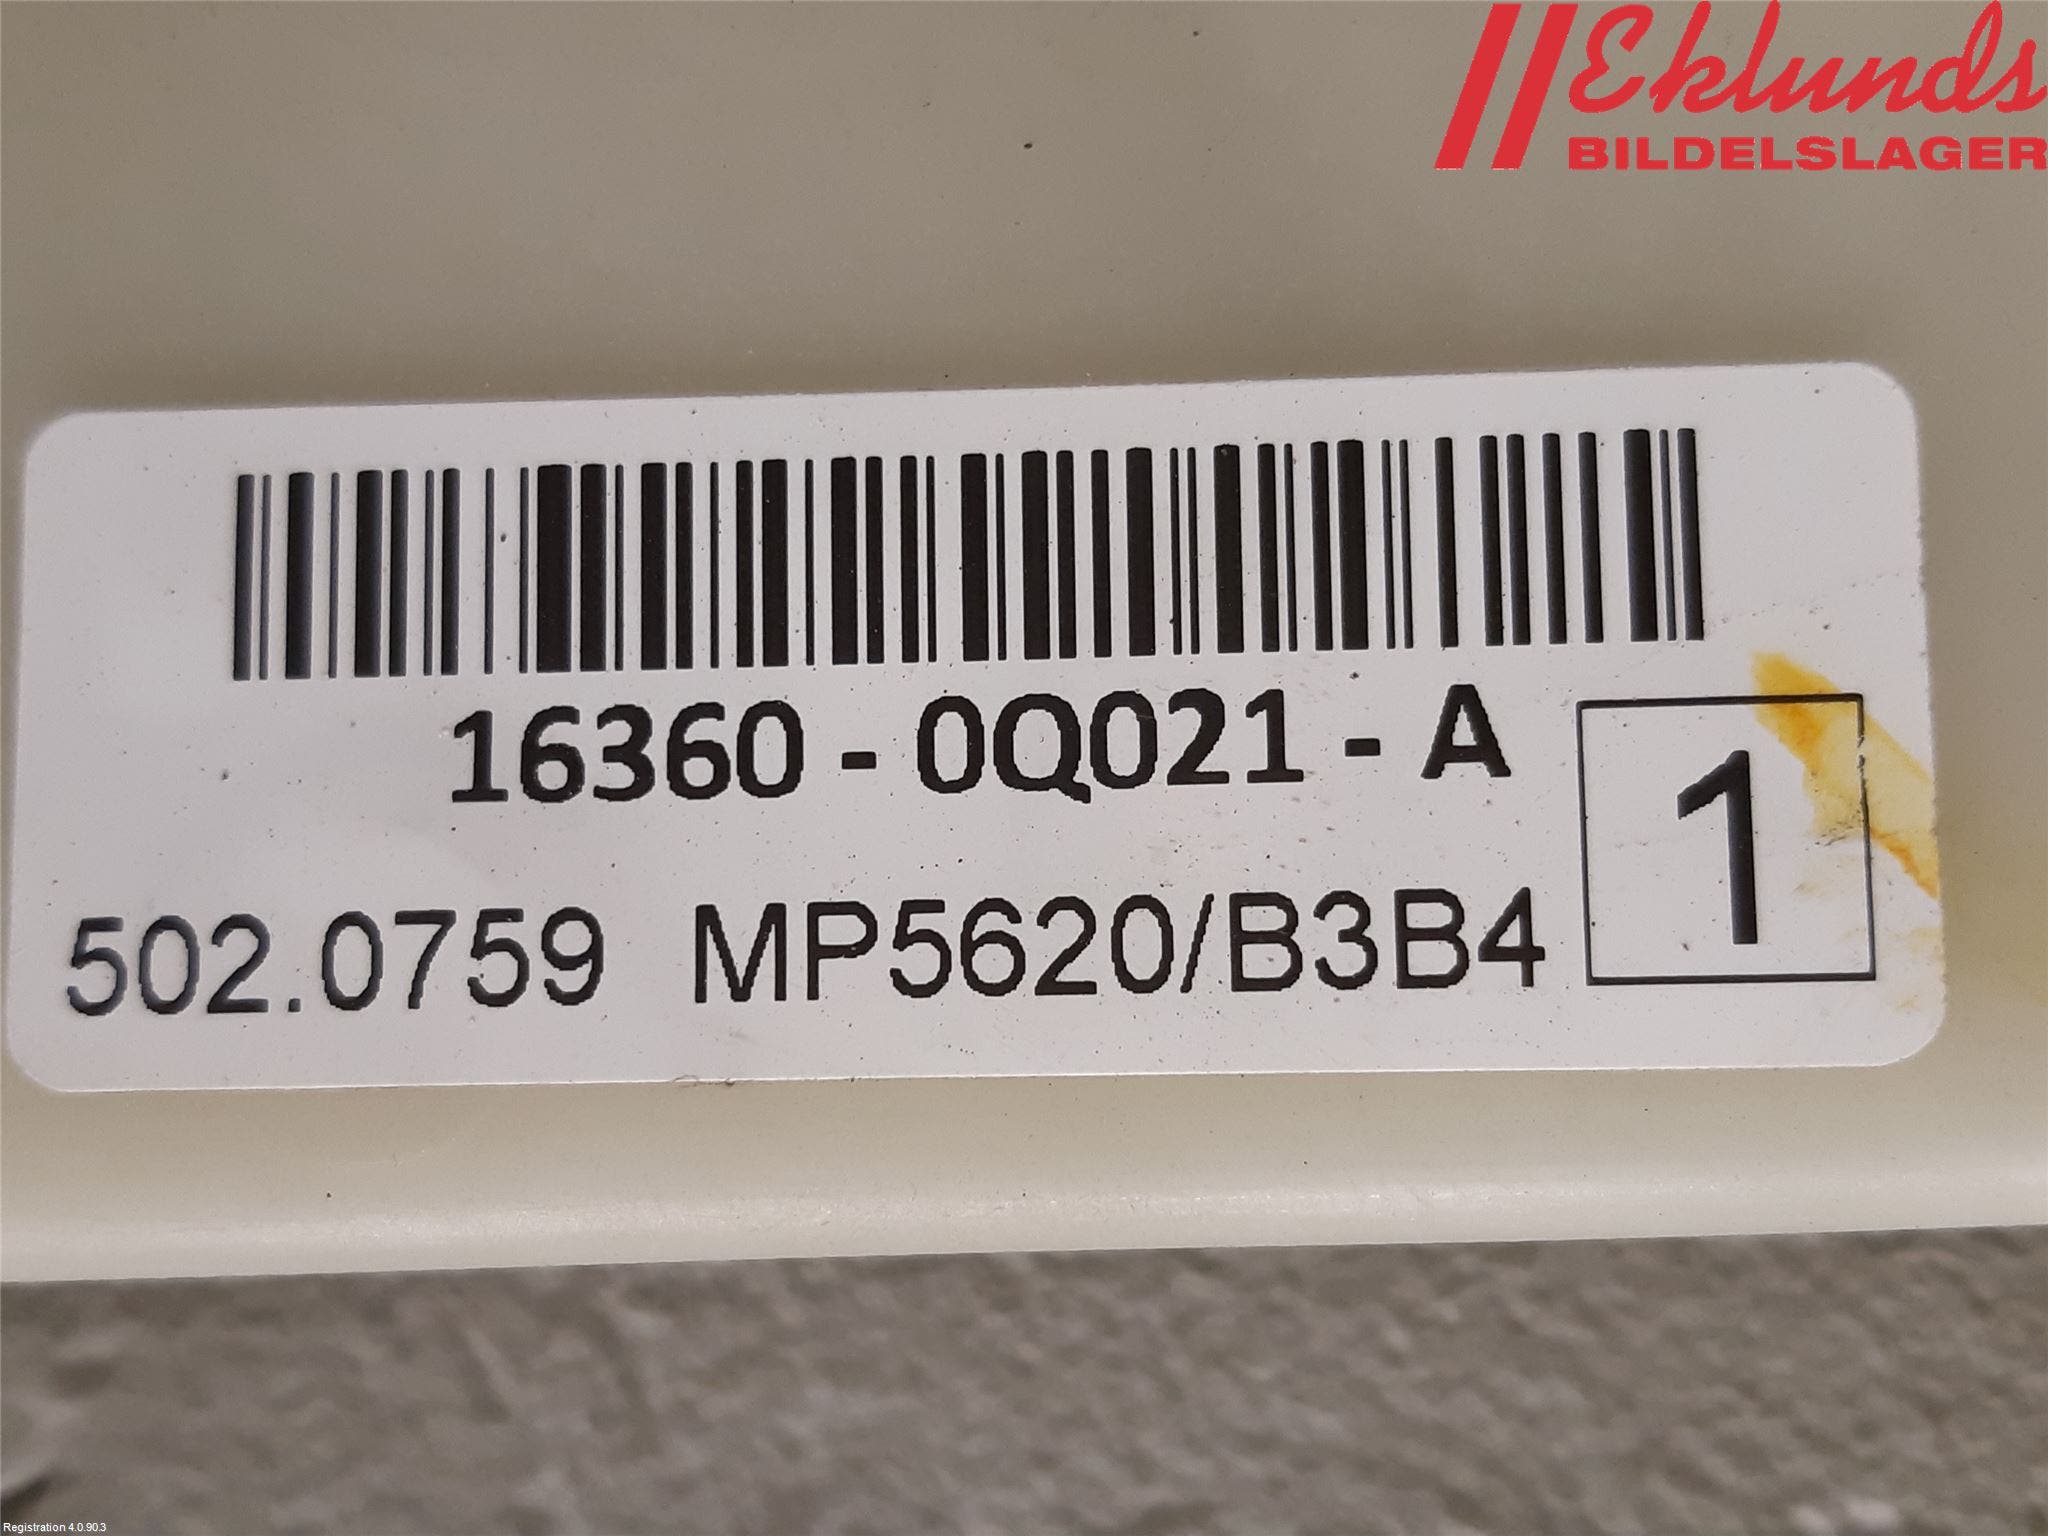 Eklunds
BILDELSLAGER
16360 - 0Q021 - A
502.0759 MP5620/B3B4 1
Registration 4.0.90.3